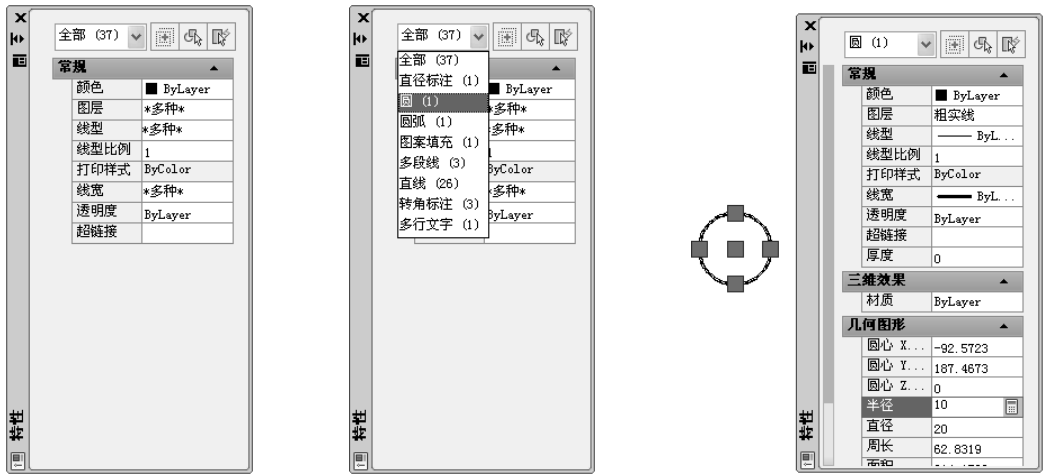 全部 (37)
常规
颜色 ByLayer
图层 *多种*
线型 *多种*
线型比例 1
打印样式 ByColor
线宽 *多种*
透明度 ByLayer
超链接
特性
全部 (37)
全部 (37)
直径标注 (1)
圆 (1)
圆弧 (1)
图案填充 (1)
多段线 (3)
直线 (26)
转角标注 (3)
多行文字 (1)
ByLayer
*多种*
多种*
ByColor
*多种*
ByLayer
特性
圆 (1)
常规
颜色 ByLayer
图层 粗实线
线型 ByL...
线型比例 1
打印样式 ByColor
线宽 ByL...
透明度 ByLayer
超链接
厚度 0
三维效果
材质 ByLayer
几何图形
圆心 X... -92.5723
圆心 Y... 187.4673
圆心 Z... 0
半径 10
直径 20
周长 62.8319
特性